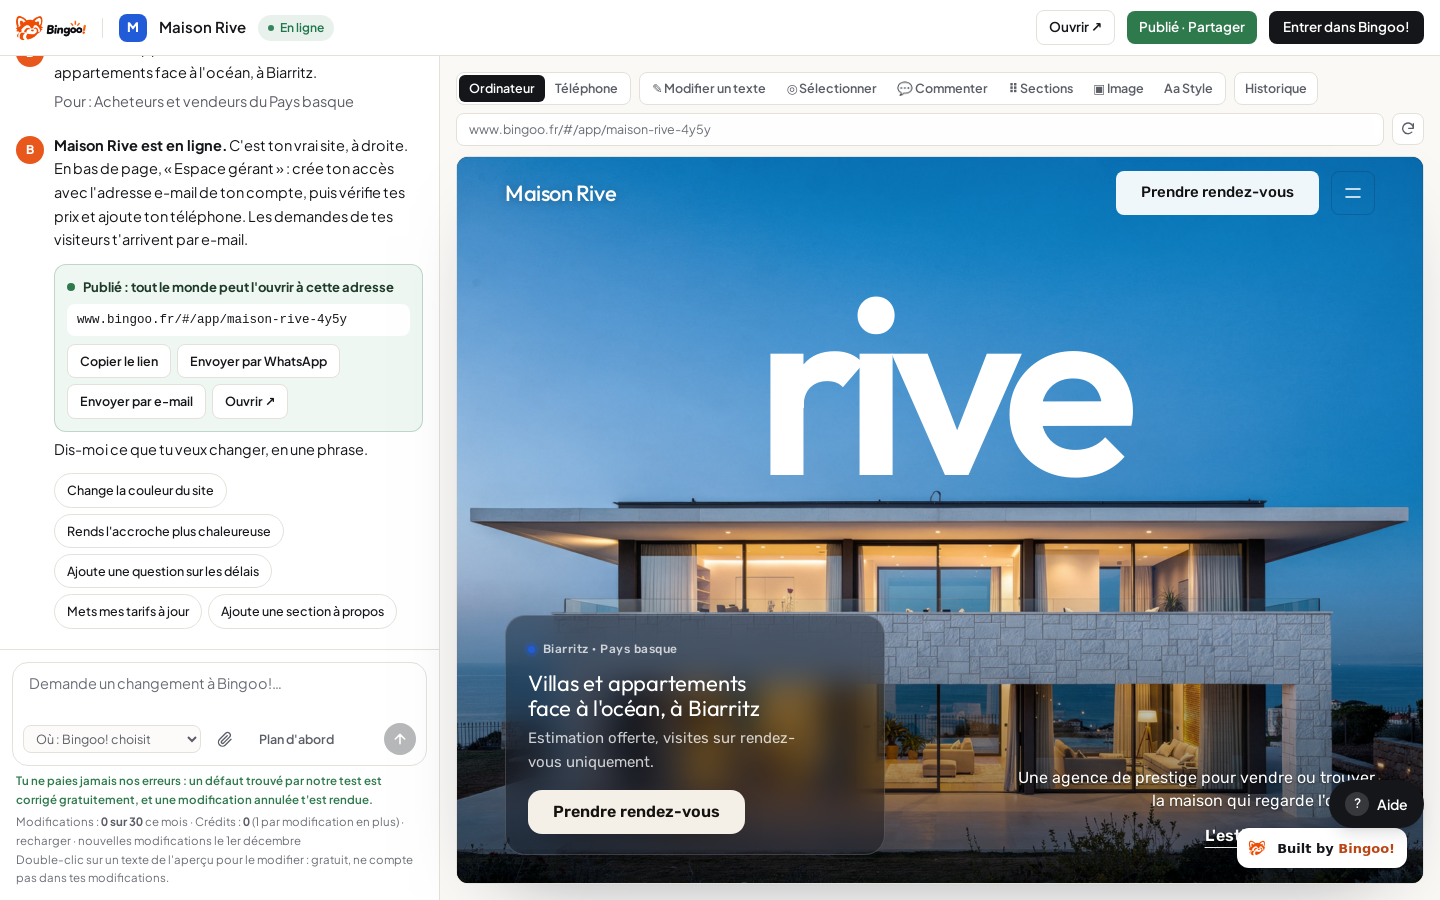 Bingoo!
M
Maison Rive
En ligne
Ouvrir ↗
Publié · Partager
Entrer dans Bingoo!
appartements face à l'océan, à Biarritz.
Pour : Acheteurs et vendeurs du Pays basque
B
Maison Rive est en ligne. C'est ton vrai site, à droite.
En bas de page, « Espace gérant » : crée ton accès
avec l'adresse e-mail de ton compte, puis vérifie tes
prix et ajoute ton téléphone. Les demandes de tes
visiteurs t'arrivent par e-mail.
Publié : tout le monde peut l'ouvrir à cette adresse
www.bingoo.fr/#/app/maison-rive-4y5y
Copier le lien
Envoyer par WhatsApp
Envoyer par e-mail
Ouvrir ↗
Dis-moi ce que tu veux changer, en une phrase.
Change la couleur du site
Rends l'accroche plus chaleureuse
Ajoute une question sur les délais
Mets mes tarifs à jour
Ajoute une section à propos
Demande un changement à Bingoo!...
Où : Bingoo! choisit
Plan d'abord
Tu ne paies jamais nos erreurs : un défaut trouvé par notre test est
corrigé gratuitement, et une modification annulée t'est rendue.
Modifications : 0 sur 30 ce mois · Crédits : 0 (1 par modification en plus) ·
recharger · nouvelles modifications le 1er décembre
Double-clic sur un texte de l'aperçu pour le modifier : gratuit, ne compte
pas dans tes modifications.
Ordinateur
Téléphone
Modifier un texte
Sélectionner
Commenter
Sections
Image
Aa Style
Historique
www.bingoo.fr/#/app/maison-rive-4y5y
Maison Rive
Prendre rendez-vous
rive
Biarritz • Pays basque
Villas et appartements
face à l'océan, à Biarritz
Estimation offerte, visites sur rendez-
vous uniquement.
Prendre rendez-vous
Une agence de prestige pour vendre ou trouver
la maison qui regarde
? Aide
Built by Bingoo!